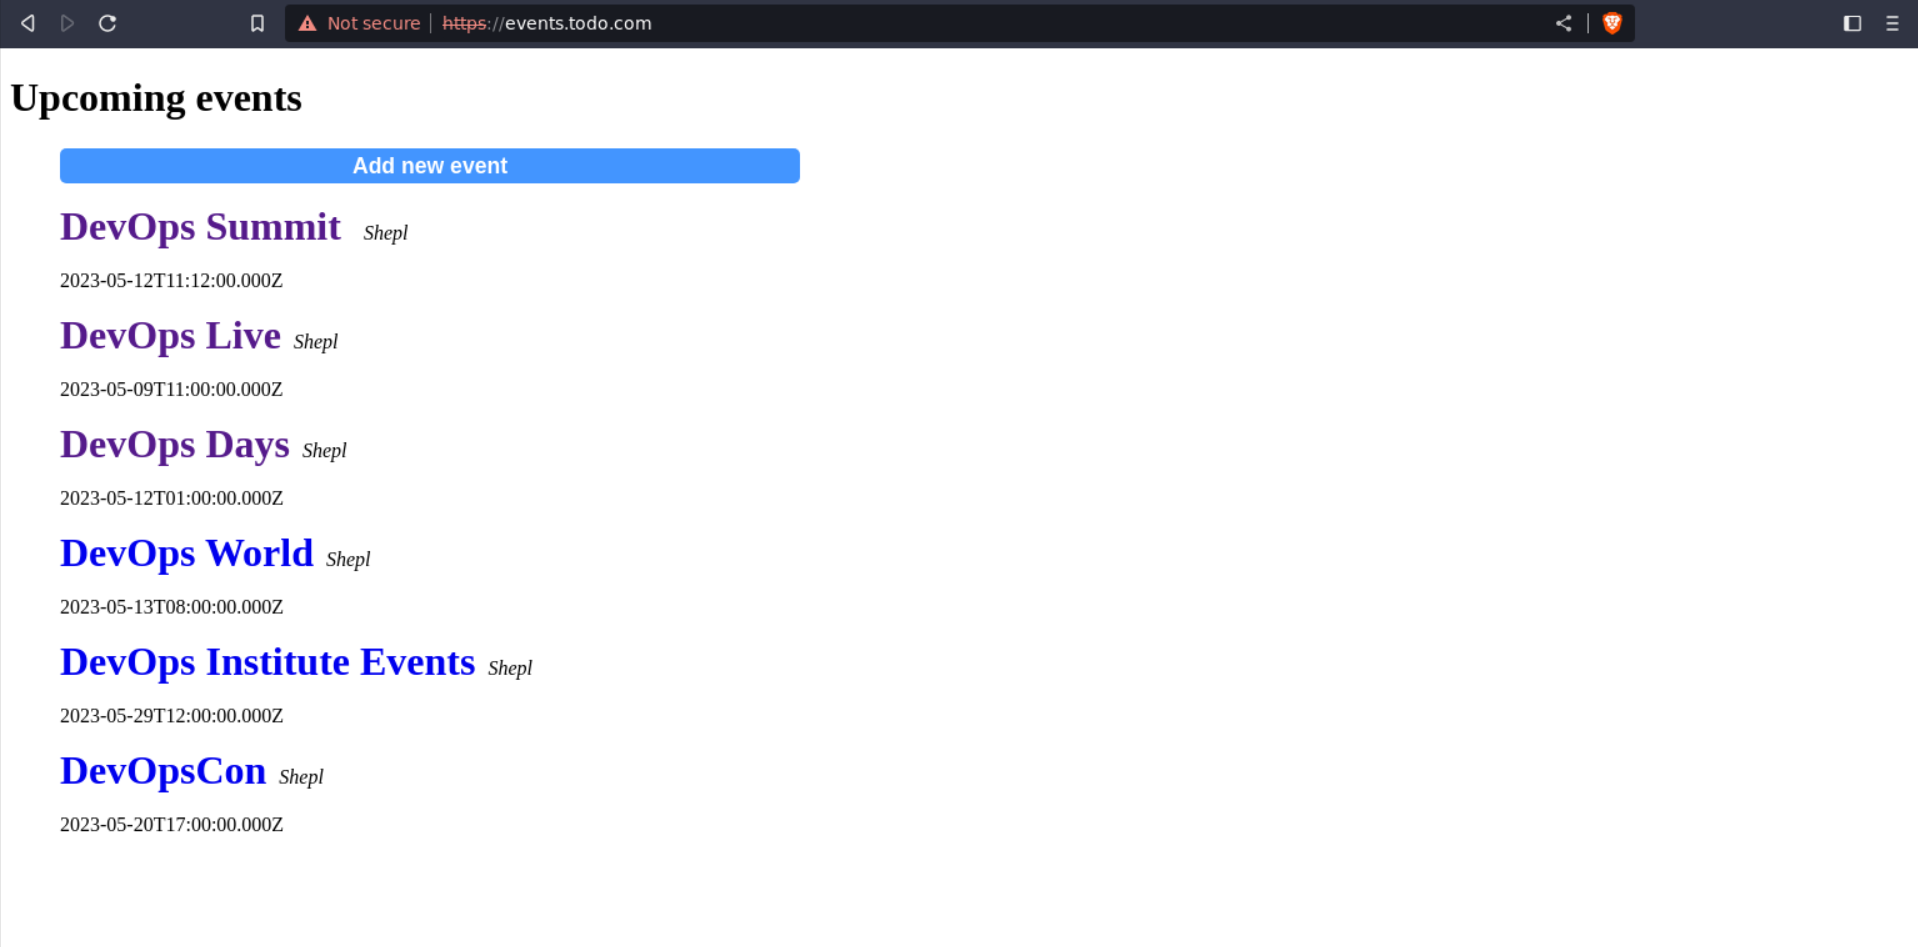 Not secure https://events.todo.com
Upcoming events
Add new event
DevOps Summit Shepl
2023-05-12T11:12:00.000Z
DevOps Live Shepl
2023-05-09T11:00:00.000Z
DevOps Days Shepl
2023-05-12T01:00:00.000Z
DevOps World Shepl
2023-05-13T08:00:00.000Z
DevOps Institute Events Shepl
2023-05-29T12:00:00.000Z
DevOpsCon Shepl
2023-05-20T17:00:00.000Z